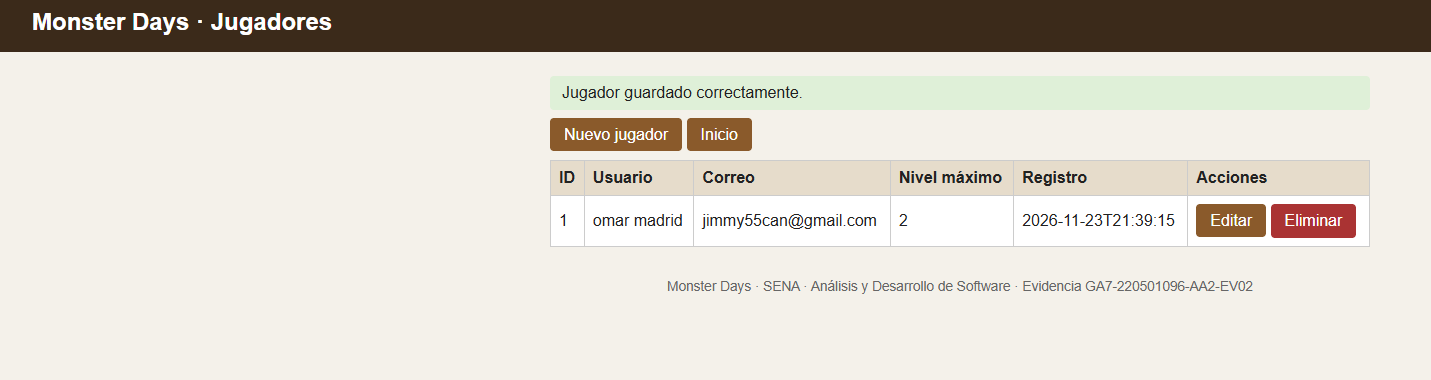 Monster Days · Jugadores
Jugador guardado correctamente.
Nuevo jugador Inicio
ID Usuario Correo Nivel máximo Registro Acciones
1 omar madrid jimmy55can@gmail.com 2 2026-11-23T21:39:15 Editar Eliminar
Monster Days · SENA · Análisis y Desarrollo de Software · Evidencia GA7-220501096-AA2-EV02